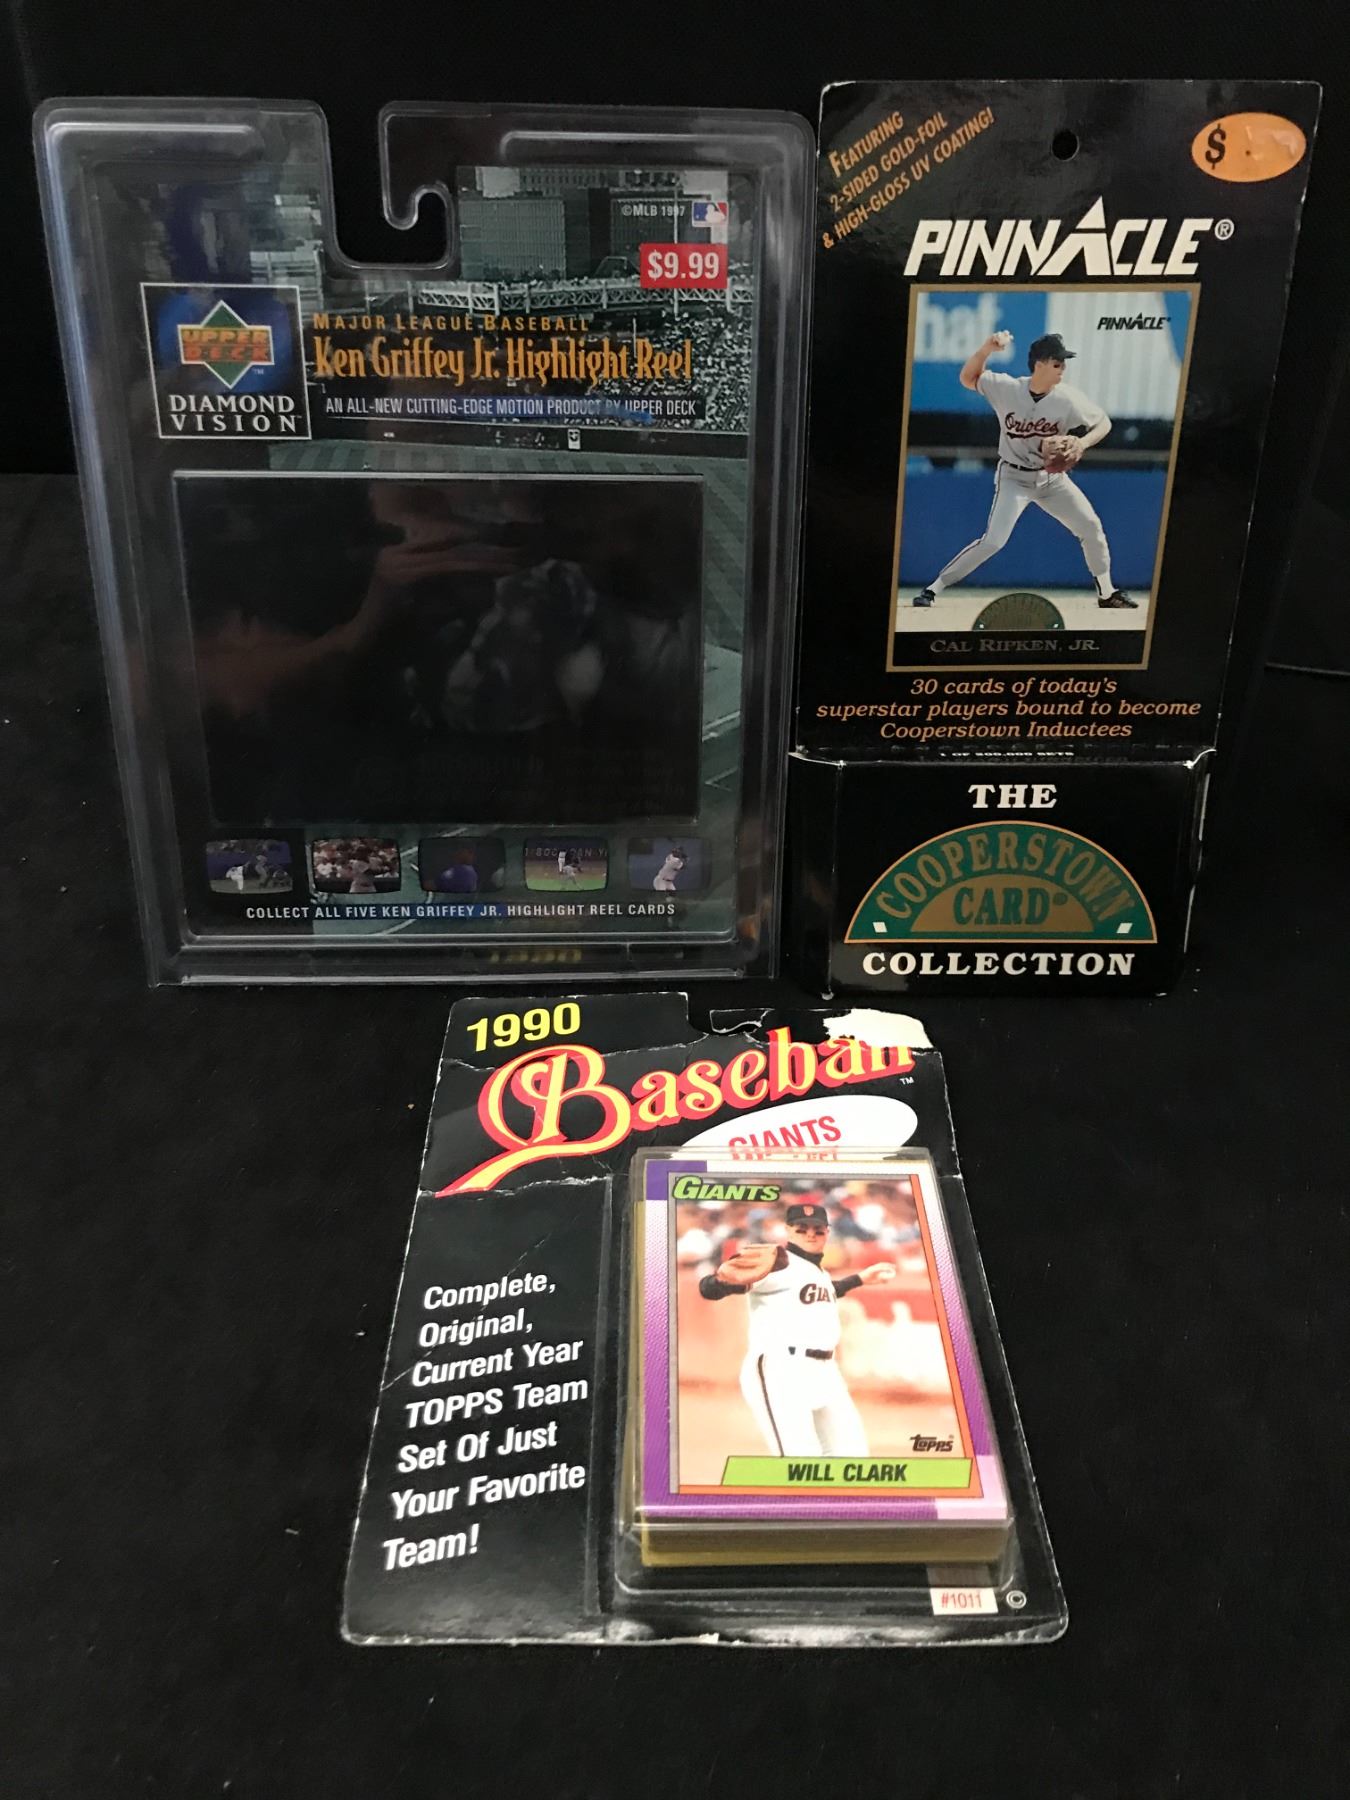 ©MLB 1997
$9.99
UPPER
DECK
™
DIAMOND
VISION™
MAJOR LEAGUE BASEBALL
Ken Griffey Jr. Highlight Reel
AN ALL-NEW CUTTING-EDGE MOTION PRODUCT BY UPPER DECK
COLLECT ALL FIVE KEN GRIFFEY JR. HIGHLIGHT REEL CARDS
FEATURING
2-SIDED GOLD-FOIL
& HIGH-GLOSS UV COATING!
$
PINNACLE®
PINNACLE®
Orioles
CAL RIPKEN, JR.
30 cards of today's
superstar players bound to become
Cooperstown Inductees
THE
COOPERSTOWN
CARD®
COLLECTION
1990
Baseball
™
GIANTS
GIANTS
GIA
topps®
WILL CLARK
Complete,
Original,
Current Year
TOPPS Team
Set Of Just
Your Favorite
Team!
#1011 ©